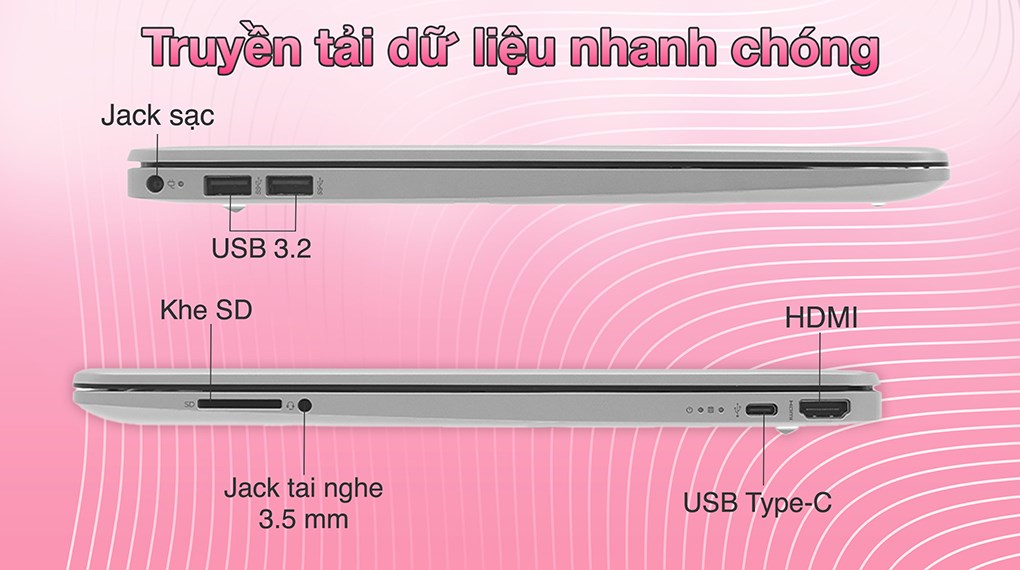 Truyền tải dữ liệu nhanh chóng
Jack sạc
USB 3.2
Khe SD
HDMI
SD
Jack tai nghe
3.5 mm
USB Type-C